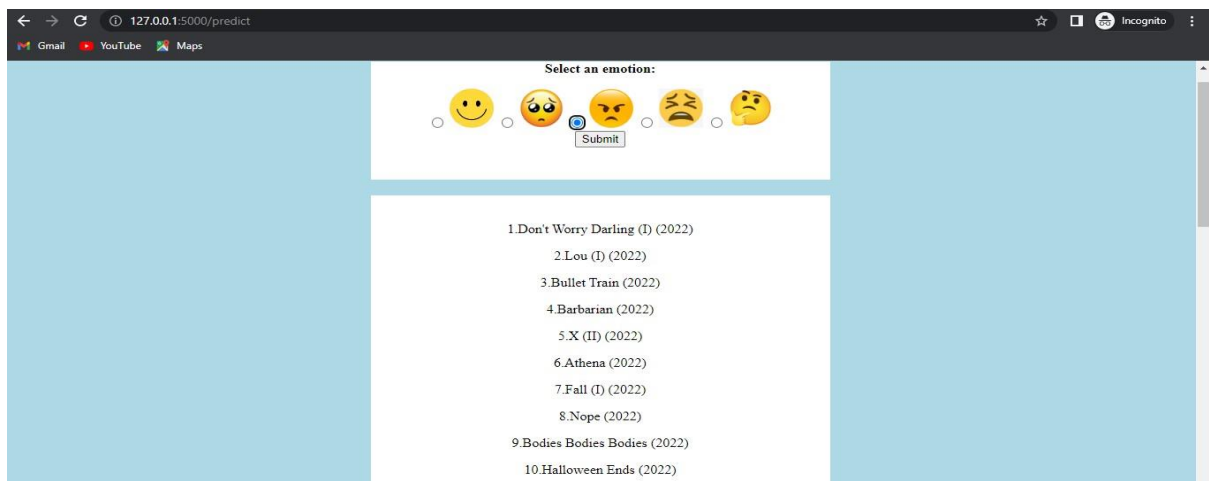 127.0.0.1:5000/predict
Incognito
Gmail YouTube Maps
Select an emotion:
Submit
1.Don't Worry Darling (I) (2022)
2.Lou (I) (2022)
3.Bullet Train (2022)
4.Barbarian (2022)
5.X (II) (2022)
6.Athena (2022)
7.Fall (I) (2022)
8.Nope (2022)
9.Bodies Bodies Bodies (2022)
10.Halloween Ends (2022)